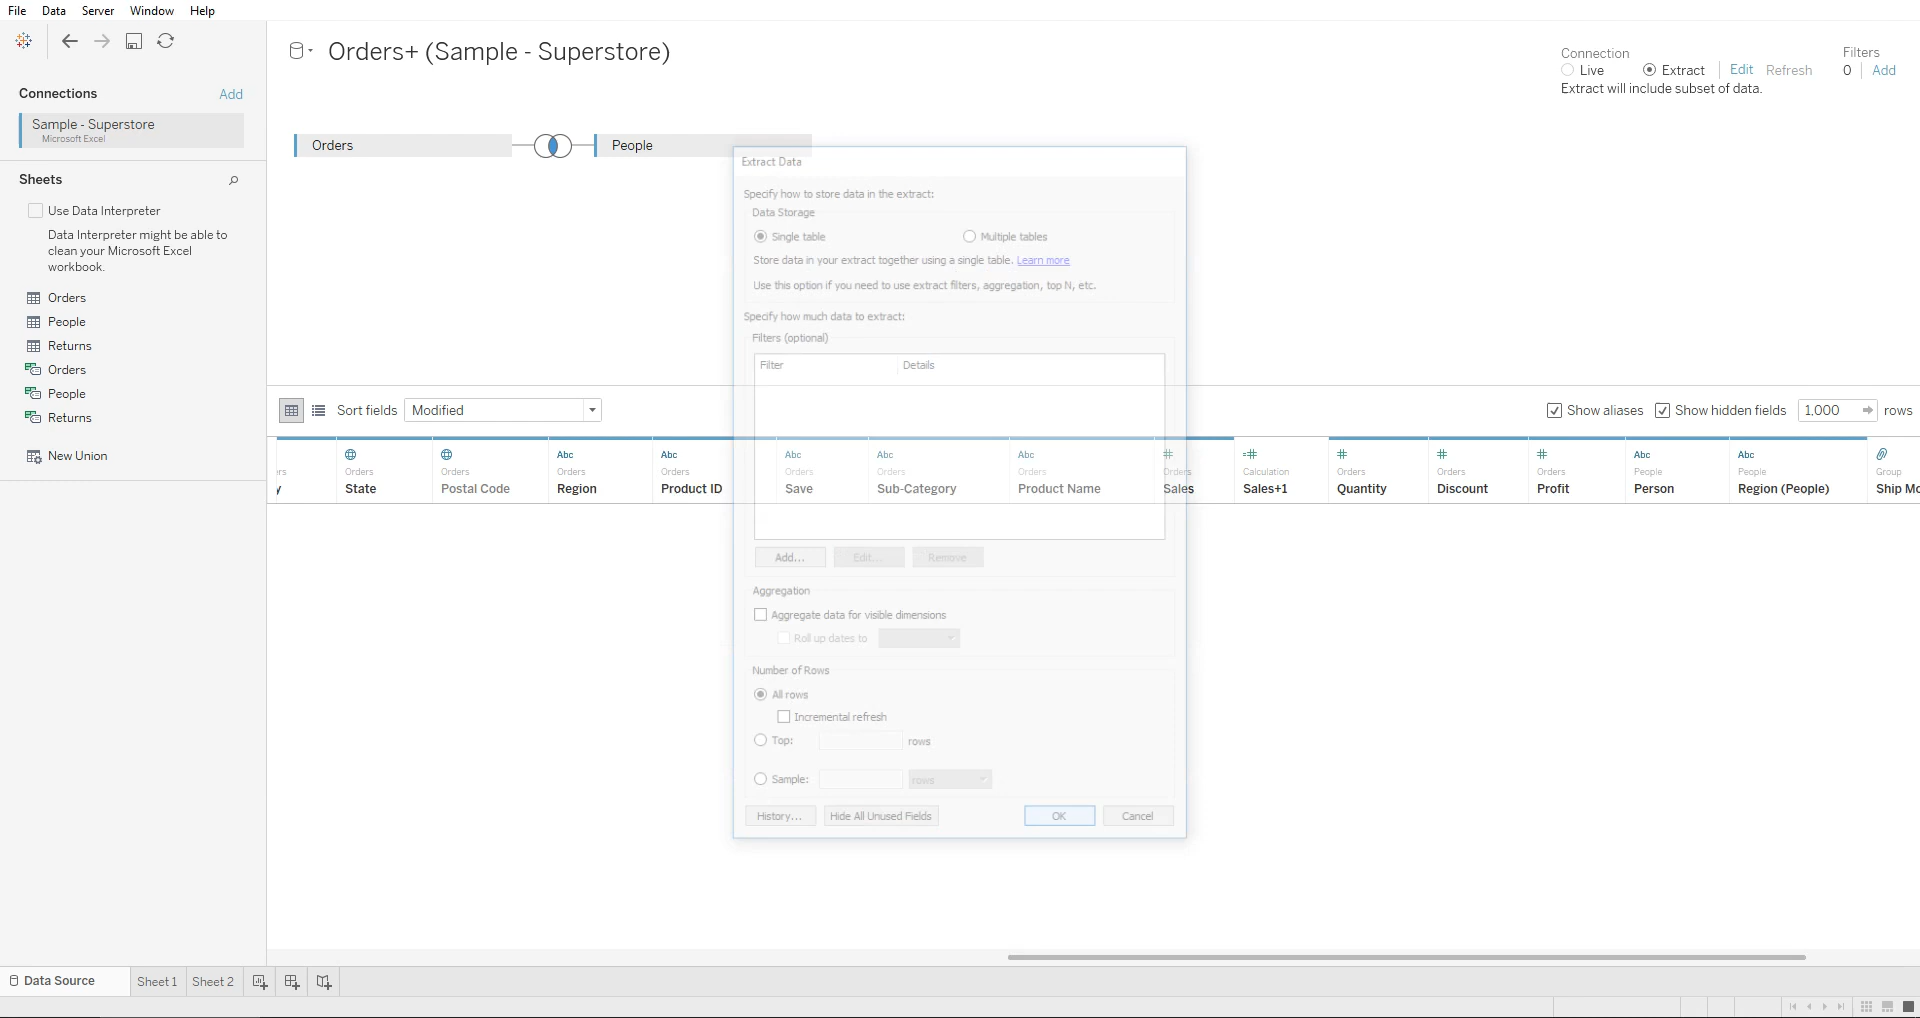 File Data Server Window Help
Orders+ (Sample - Superstore)
Connection
Live Extract Edit Refresh
Extract will include subset of data.
Filters
0 Add
Connections Add
Sample - Superstore
Microsoft Excel
Sheets
Use Data Interpreter
Data Interpreter might be able to
clean your Microsoft Excel
workbook.
Orders
People
Returns
Orders
People
Returns
New Union
Orders People
Extract Data
Specify how to store data in the extract:
Data Storage
Single table Multiple tables
Store data in your extract together using a single table. Learn more
Use this option if you need to use extract filters, aggregation, top N, etc.
Specify how much data to extract:
Filters (optional)
Filter Details
Add... Edit... Remove
Aggregation
Aggregate data for visible dimensions
Roll up dates to
Number of Rows
All rows
Incremental refresh
Top: rows
Sample: rows
History... Hide All Unused Fields OK Cancel
Sort fields Modified Show aliases Show hidden fields 1,000 rows
# # Abc Abc Abc Abc Abc # =# # # # Abc Abc
rs Orders Orders Orders Orders Orders Orders Orders Orders Calculation Orders Orders Orders People People Group
y State Postal Code Region Product ID Save Sub-Category Product Name Sales Sales+1 Quantity Discount Profit Person Region (People) Ship Mo
Data Source Sheet 1 Sheet 2